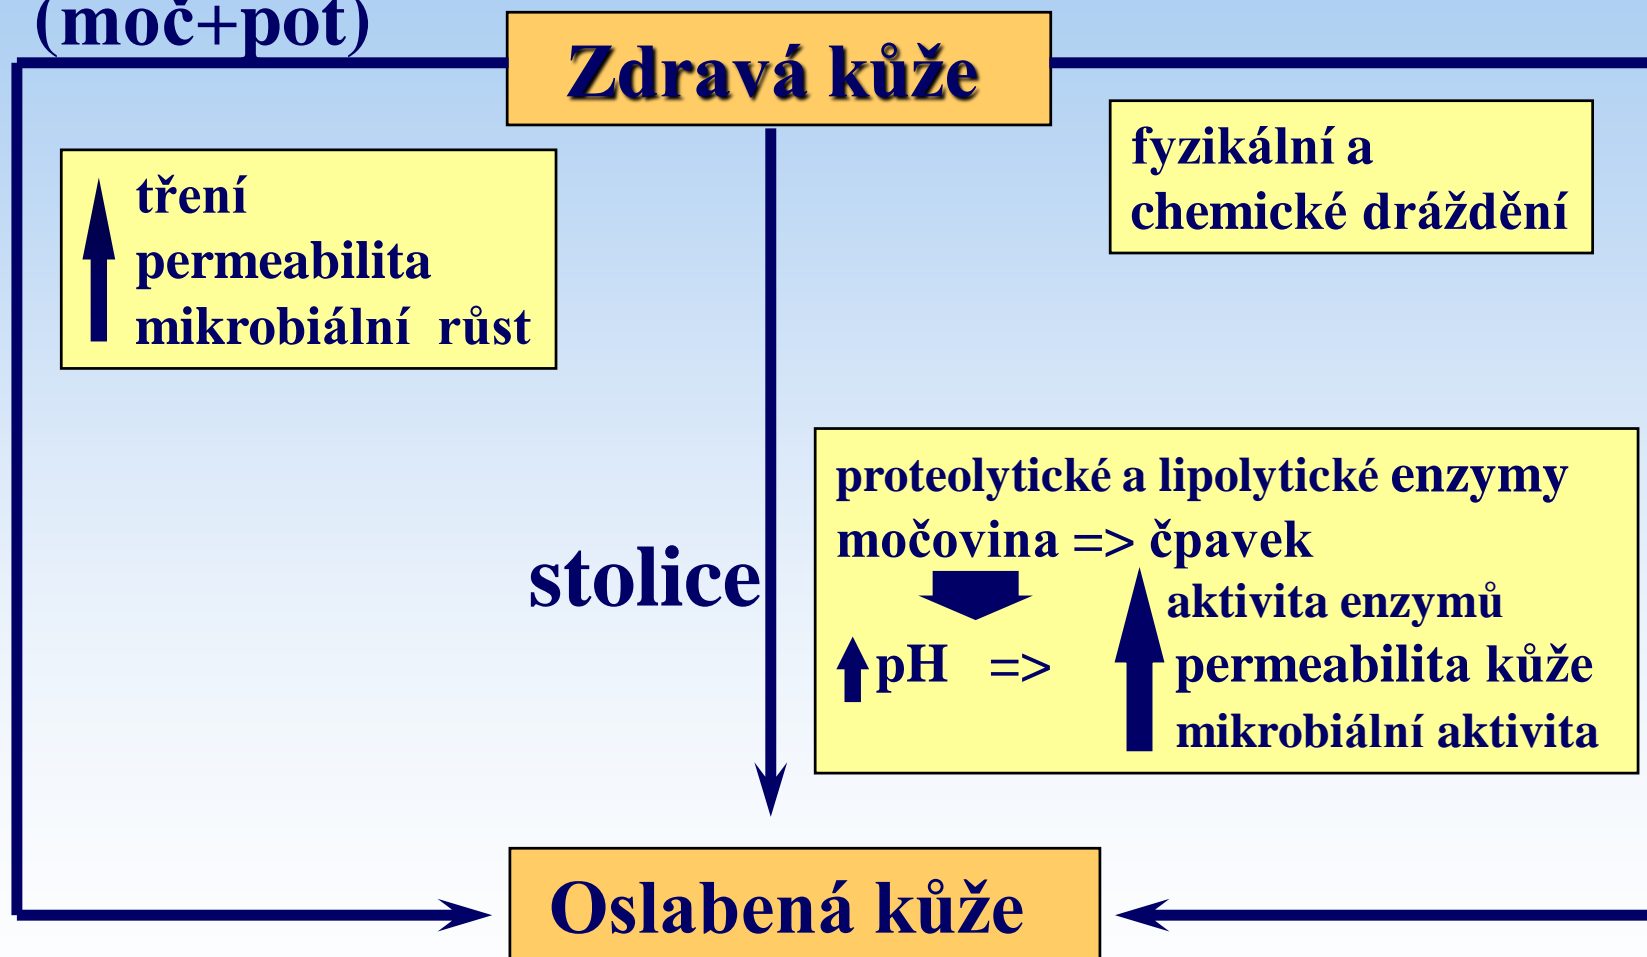 (moč+pot)
Zdravá kůže
tření
permeabilita
mikrobiální růst
fyzikální a
chemické dráždění
stolice
proteolytické a lipolytické enzymy
močovina => čpavek
aktivita enzymů
pH => permeabilita kůže
mikrobiální aktivita
Oslabená kůže